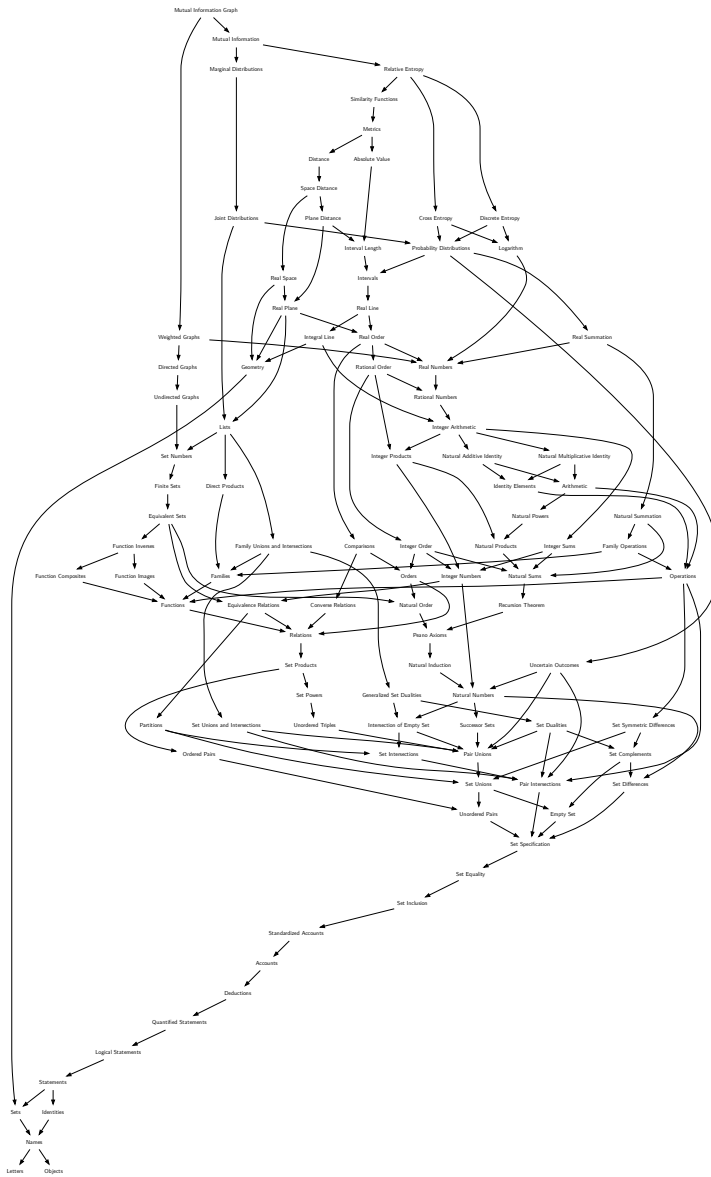 Mutual Information Graph
Mutual Information
Marginal Distributions
Relative Entropy
Similarity Functions
Metrics
Distance
Absolute Value
Space Distance
Joint Distributions
Plane Distance
Cross Entropy
Discrete Entropy
Interval Length
Probability Distributions
Logarithm
Real Space
Intervals
Real Plane
Real Line
Weighted Graphs
Integral Line
Real Order
Real Summation
Directed Graphs
Geometry
Rational Order
Real Numbers
Undirected Graphs
Rational Numbers
Lists
Integer Arithmetic
Set Numbers
Integer Products
Natural Additive Identity
Natural Multiplicative Identity
Finite Sets
Direct Products
Identity Elements
Arithmetic
Equivalent Sets
Natural Powers
Natural Summation
Function Inverses
Family Unions and Intersections
Comparisons
Integer Order
Natural Products
Integer Sums
Family Operations
Function Composites
Function Images
Families
Orders
Integer Numbers
Natural Sums
Operations
Functions
Equivalence Relations
Converse Relations
Natural Order
Recursion Theorem
Relations
Peano Axioms
Set Products
Natural Induction
Uncertain Outcomes
Set Powers
Generalized Set Dualities
Natural Numbers
Partitions
Set Unions and Intersections
Unordered Triples
Intersection of Empty Set
Successor Sets
Set Dualities
Set Symmetric Differences
Ordered Pairs
Set Intersections
Pair Unions
Set Complements
Set Unions
Pair Intersections
Set Differences
Unordered Pairs
Empty Set
Set Specification
Set Equality
Set Inclusion
Standardized Accounts
Accounts
Deductions
Quantified Statements
Logical Statements
Statements
Sets
Identities
Names
Letters
Objects